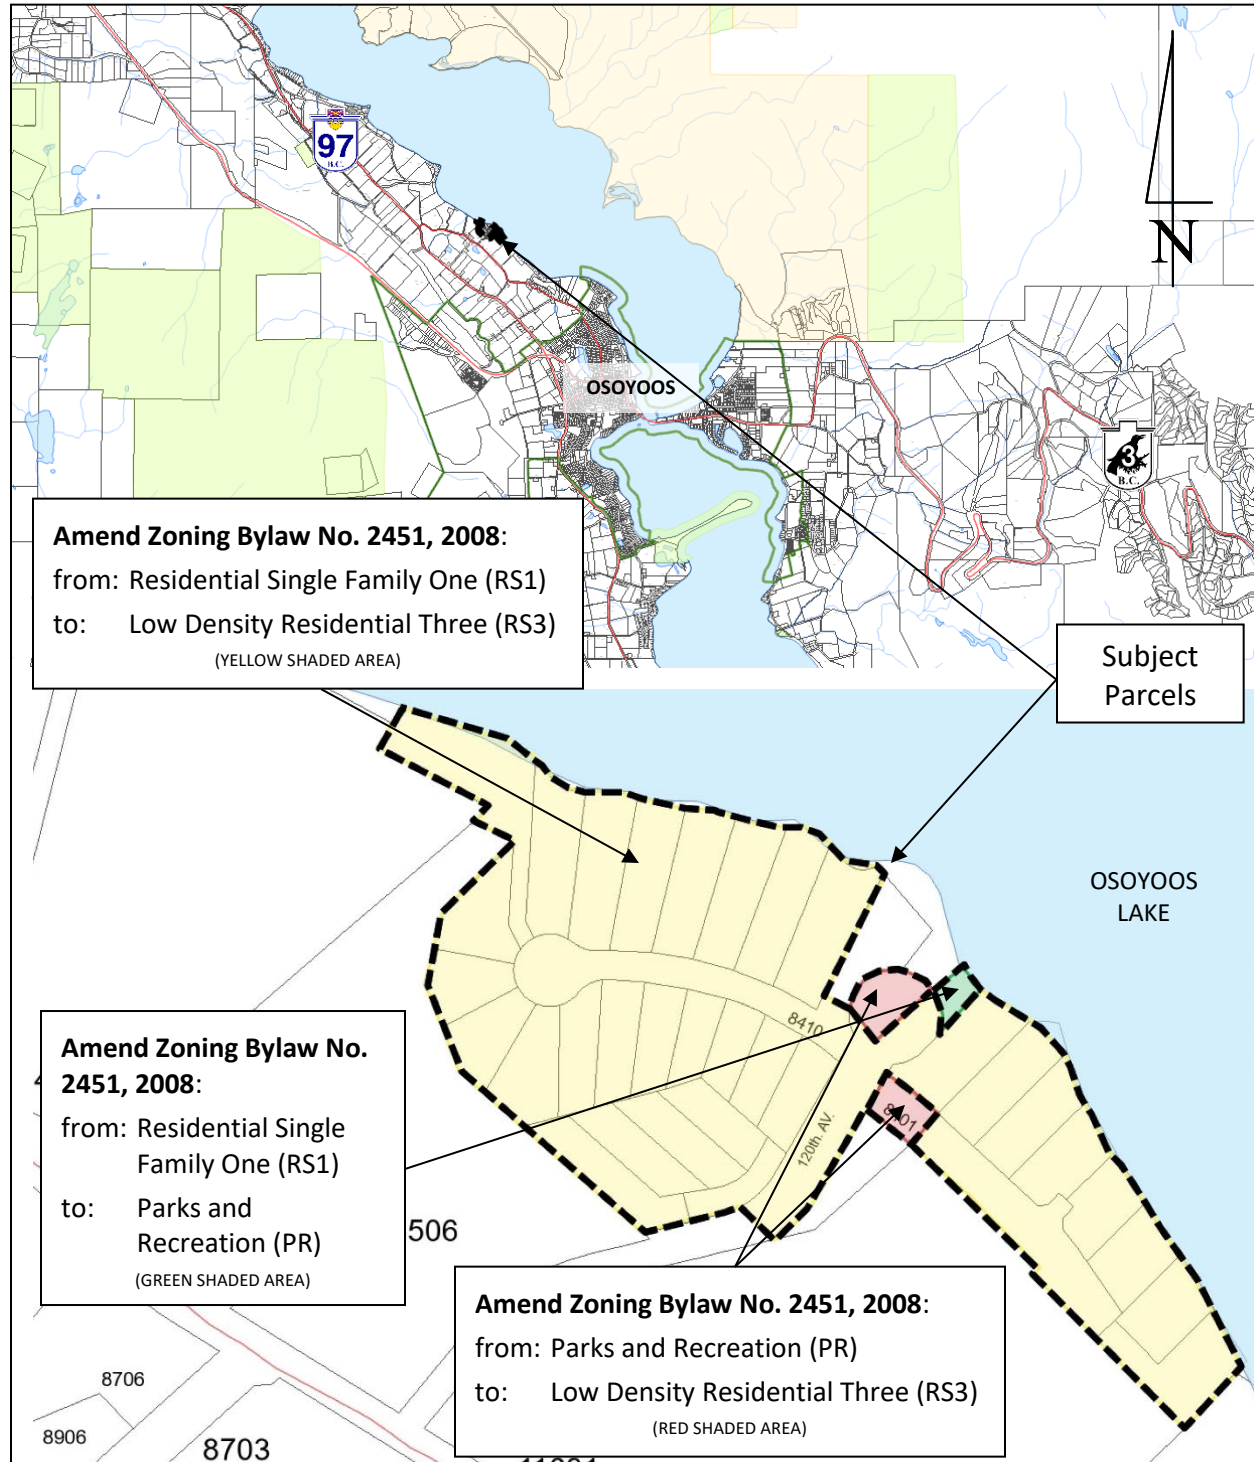 97
B.C.
N
OSOYOOS
3
B.C.
Amend Zoning Bylaw No. 2451, 2008:
from: Residential Single Family One (RS1)
to: Low Density Residential Three (RS3)
(YELLOW SHADED AREA)
Subject
Parcels
OSOYOOS
LAKE
8410
Amend Zoning Bylaw No.
2451, 2008:
from: Residential Single
Family One (RS1)
to: Parks and
Recreation (PR)
(GREEN SHADED AREA)
120th. AV.
506
Amend Zoning Bylaw No. 2451, 2008:
from: Parks and Recreation (PR)
to: Low Density Residential Three (RS3)
(RED SHADED AREA)
8706
8906
8703